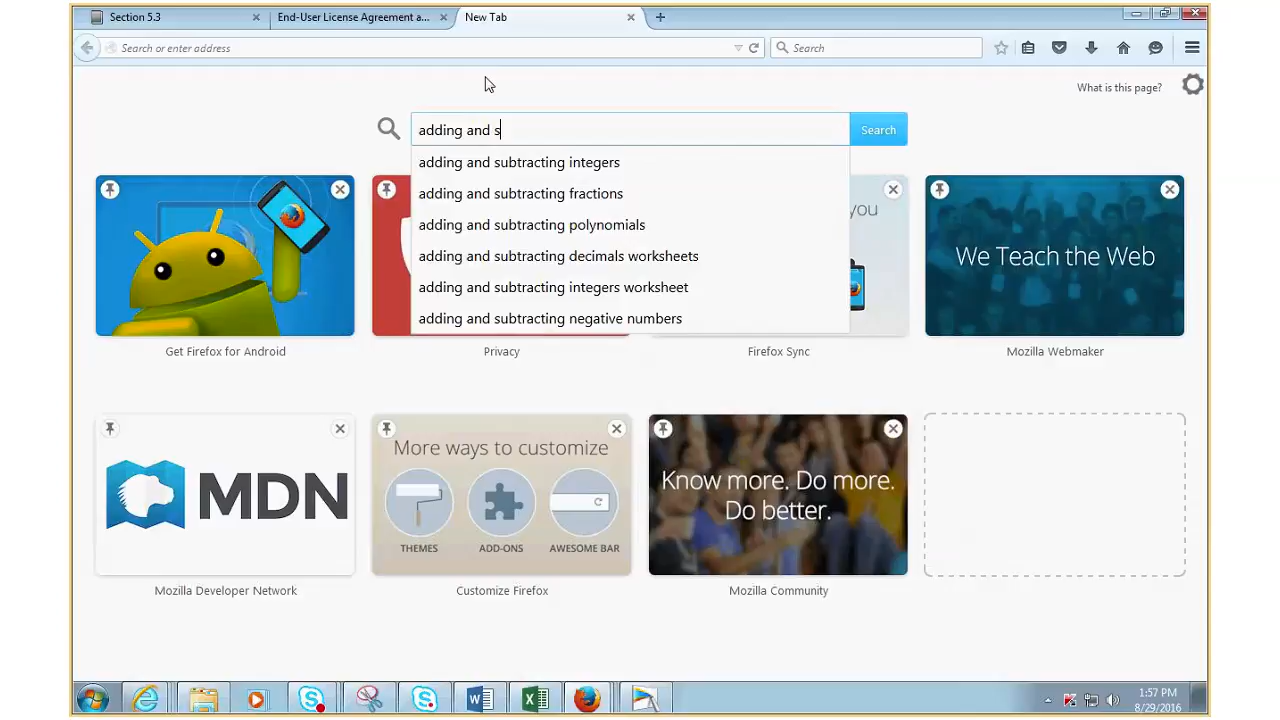 Section 5.3
End-User License Agreement a...
New Tab
Search or enter address
Search
What is this page?
adding and s
Search
adding and subtracting integers
adding and subtracting fractions
adding and subtracting polynomials
adding and subtracting decimals worksheets
adding and subtracting integers worksheet
adding and subtracting negative numbers
you
We Teach the Web
Get Firefox for Android
Privacy
Firefox Sync
Mozilla Webmaker
MDN
More ways to customize
THEMES
ADD-ONS
AWESOME BAR
Know more. Do more.
Do better.
Mozilla Developer Network
Customize Firefox
Mozilla Community
1:57 PM
8/29/2016